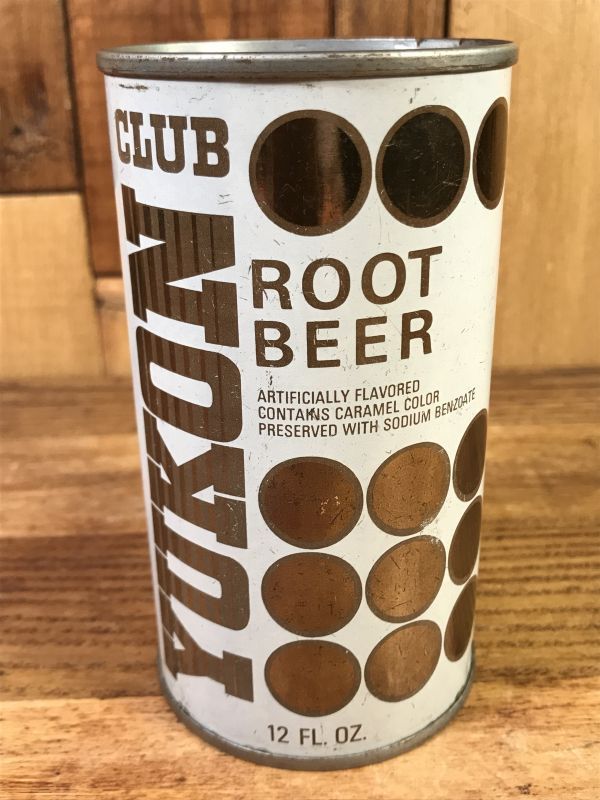 YUKON
CLUB
ROOT
BEER
ARTIFICIALLY FLAVORED
CONTAINS CARAMEL COLOR
PRESERVED WITH SODIUM BENZOATE
12 FL. OZ.